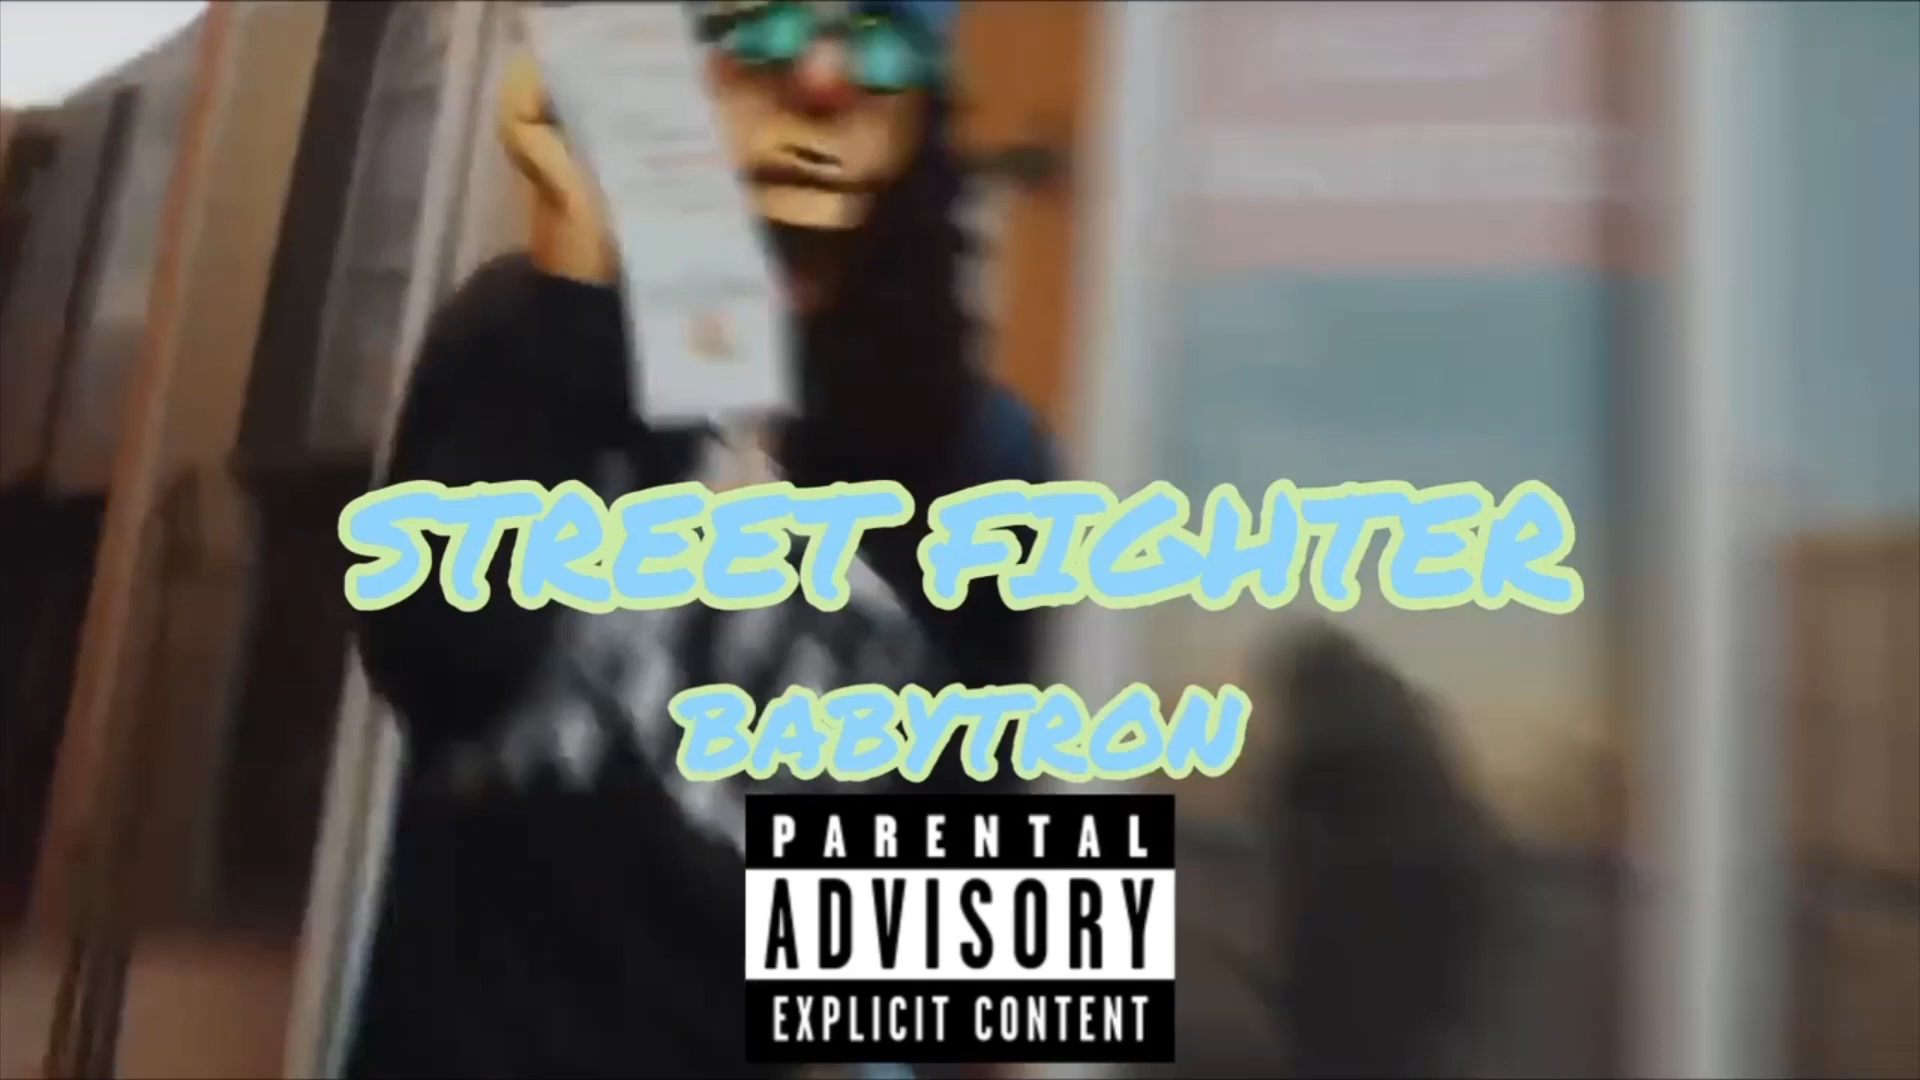 STREET FIGHTER
BABYTRON
PARENTAL
ADVISORY
EXPLICIT CONTENT